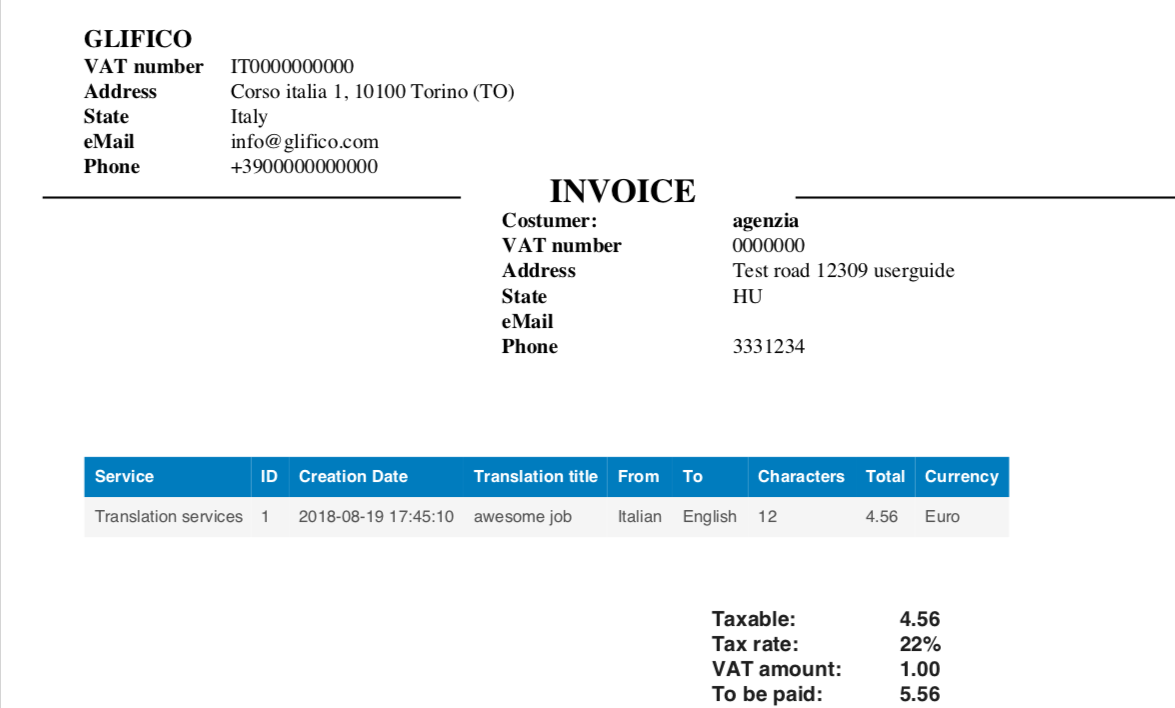 GLIFICO
VAT number IT0000000000
Address Corso italia 1, 10100 Torino (TO)
State Italy
eMail info@glifico.com
Phone +3900000000000
INVOICE
Costumer: agenzia
VAT number 0000000
Address Test road 12309 userguide
State HU
eMail
Phone 3331234
Service ID Creation Date Translation title From To Characters Total Currency
Translation services 1 2018-08-19 17:45:10 awesome job Italian English 12 4.56 Euro
Taxable: 4.56
Tax rate: 22%
VAT amount: 1.00
To be paid: 5.56